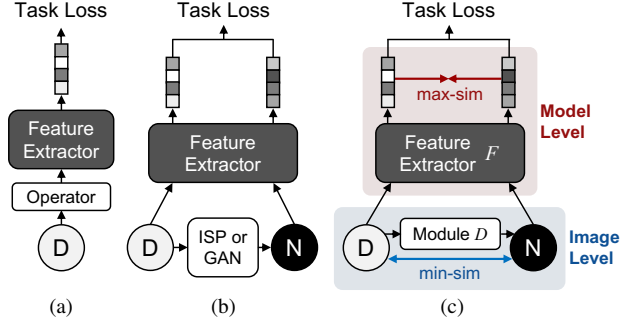 Task Loss
Feature
Extractor
Operator
D
(a)
Task Loss
Feature
Extractor
D
ISP or
GAN
N
(b)
Task Loss
max-sim
Model
Level
Feature
Extractor F
D
Module D
N
Image
Level
min-sim
(c)